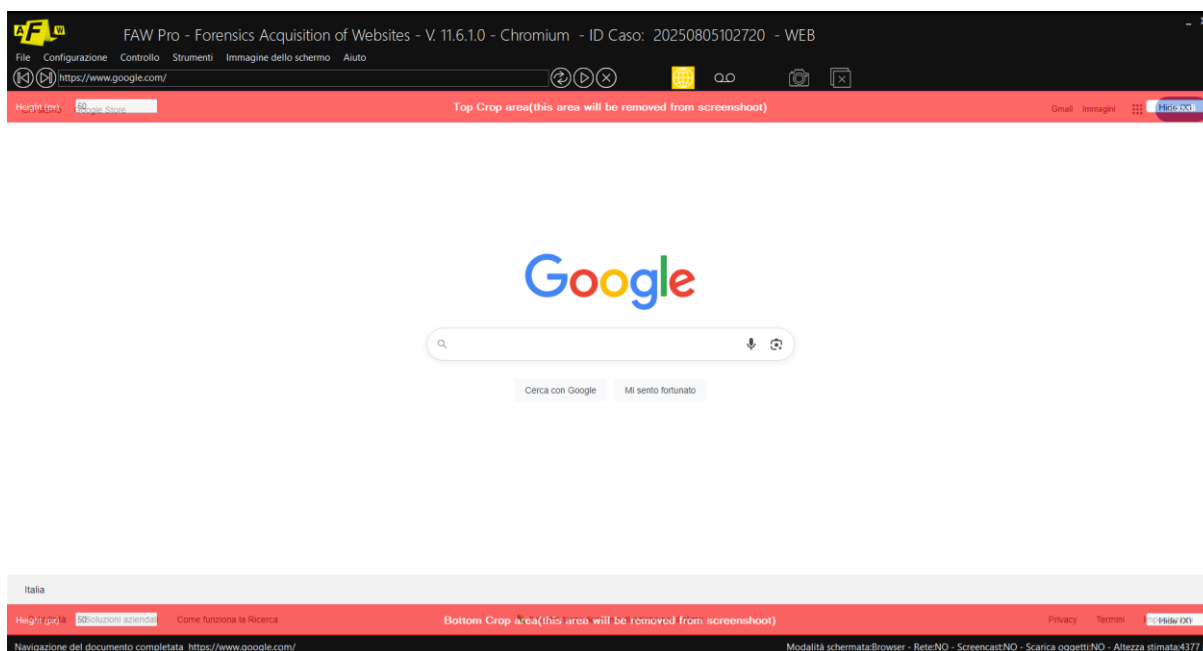 AFW
FAW Pro - Forensics Acquisition of Websites - V. 11.6.1.0 - Chromium - ID Caso: 20250805102720 - WEB
File Configurazione Controllo Strumenti Immagine dello schermo Aiuto
https://www.google.com/
Height (px) 50 Google Store Top Crop area(this area will be removed from screenshoot) Gmail Immagini Hide (X)
Google
Cerca con Google Mi sento fortunato
Italia
Height (px) 50 Soluzioni aziendali Come funziona la Ricerca Bottom Crop area(this area will be removed from screenshoot) Privacy Termini Hide (X)
Navigazione del documento completata https://www.google.com/ Modalità schermata:Browser - Rete:NO - Screencast:NO - Scarica oggetti:NO - Altezza stimata:4377